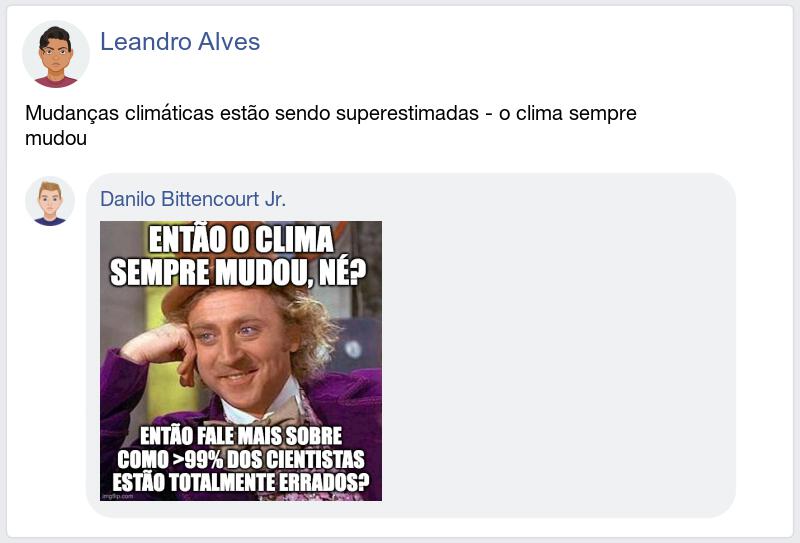 Leandro Alves
Mudanças climáticas estão sendo superestimadas - o clima sempre
mudou
Danilo Bittencourt Jr.
ENTÃO O CLIMA
SEMPRE MUDOU, NÉ?
ENTÃO FALE MAIS SOBRE
COMO >99% DOS CIENTISTAS
ESTÃO TOTALMENTE ERRADOS?
imgflip.com